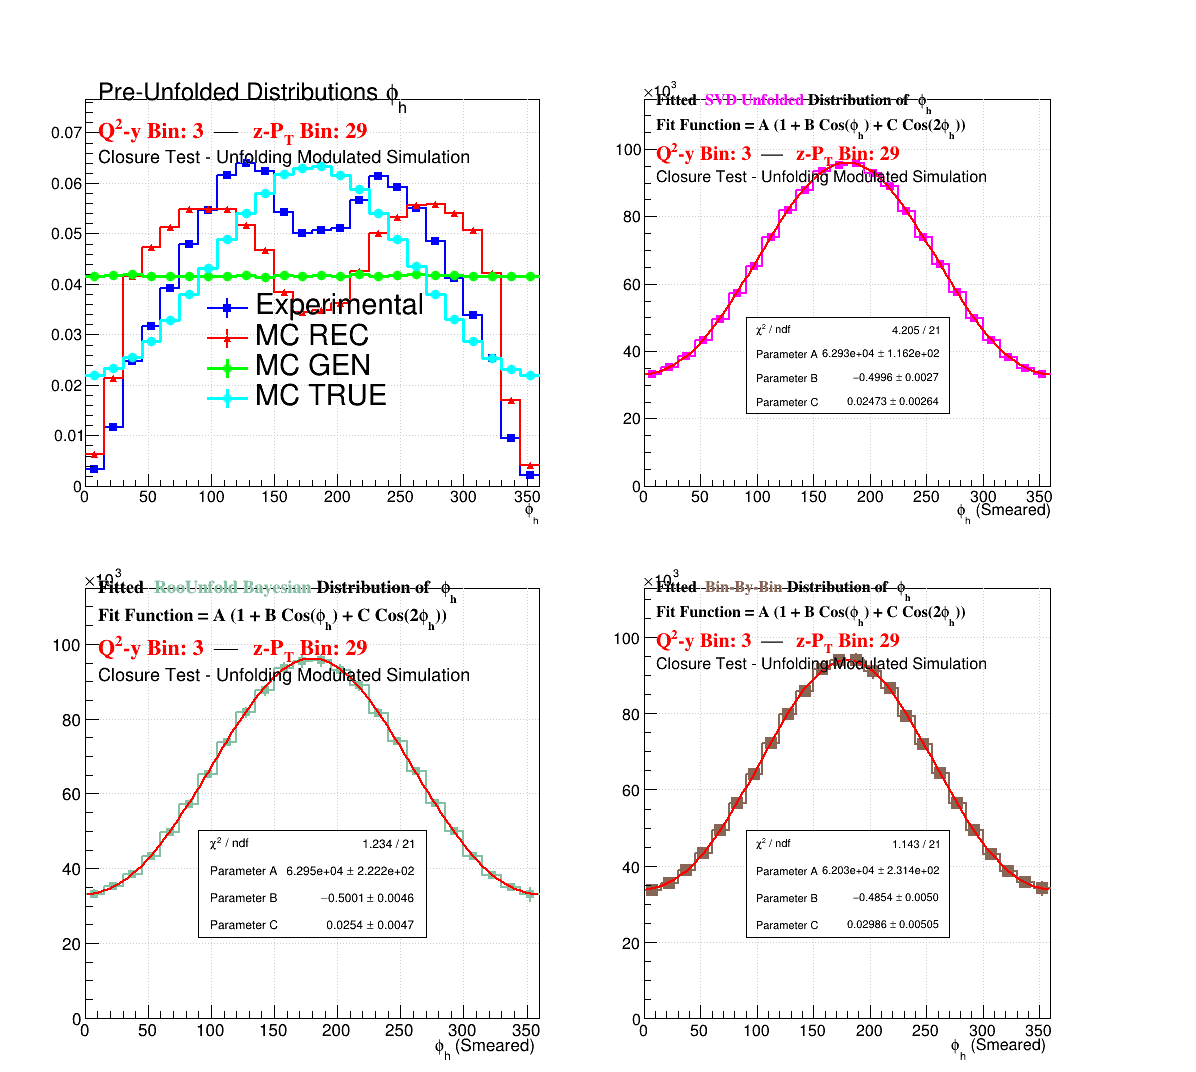 Pre-Unfolded Distributions ϕh
Q²-y Bin: 3 — z-PT Bin: 29
Closure Test - Unfolding Modulated Simulation
0.07
0.06
0.05
0.04
0.03
0.02
0.01
0
Experimental
MC REC
MC GEN
MC TRUE
0 50 100 150 200 250 300 350
ϕh
×10³
Fitted SVD Unfolded Distribution of ϕh
Fit Function = A (1 + B Cos(ϕh) + C Cos(2ϕh))
Q²-y Bin: 3 — z-PT Bin: 29
Closure Test - Unfolding Modulated Simulation
100
80
60
40
20
0
χ² / ndf 4.205 / 21
Parameter A 6.293e+04 ± 1.162e+02
Parameter B −0.4996 ± 0.0027
Parameter C 0.02473 ± 0.00264
0 50 100 150 200 250 300 350
ϕh (Smeared)
×10³
Fitted RooUnfold Bayesian Distribution of ϕh
Fit Function = A (1 + B Cos(ϕh) + C Cos(2ϕh))
Q²-y Bin: 3 — z-PT Bin: 29
Closure Test - Unfolding Modulated Simulation
100
80
60
40
20
0
χ² / ndf 1.234 / 21
Parameter A 6.295e+04 ± 2.222e+02
Parameter B −0.5001 ± 0.0046
Parameter C 0.0254 ± 0.0047
0 50 100 150 200 250 300 350
ϕh (Smeared)
×10³
Fitted Bin-By-Bin Distribution of ϕh
Fit Function = A (1 + B Cos(ϕh) + C Cos(2ϕh))
Q²-y Bin: 3 — z-PT Bin: 29
Closure Test - Unfolding Modulated Simulation
100
80
60
40
20
0
χ² / ndf 1.143 / 21
Parameter A 6.203e+04 ± 2.314e+02
Parameter B −0.4854 ± 0.0050
Parameter C 0.02986 ± 0.00505
0 50 100 150 200 250 300 350
ϕh (Smeared)